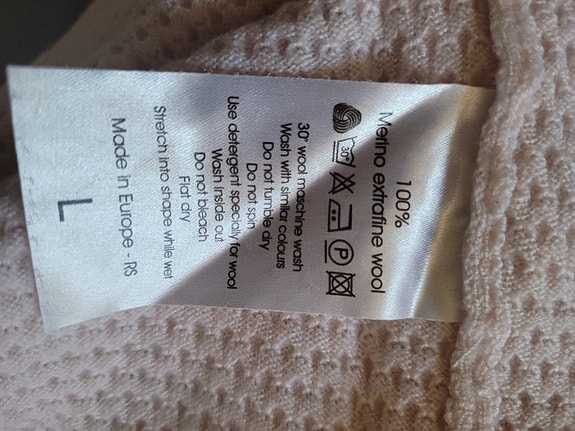 100%
Merino extrafine wool
30°
P
30° wool maschine wash
Wash with similar colours
Do not tumble dry
Do not spin
Use detergent specially for wool
Wash inside out
Do not bleach
Flat dry
Stretch into shape while wet
Made in Europe - RS
L